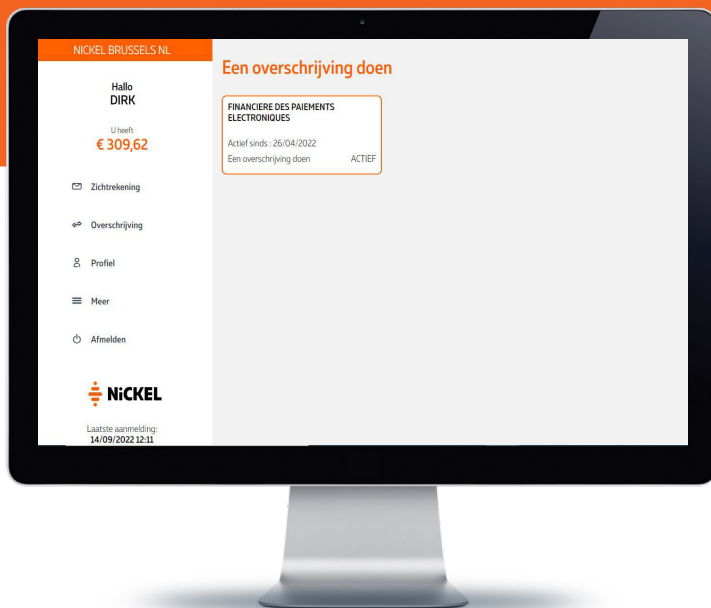 NICKEL BRUSSELS NL
Hallo
DIRK
U heeft
€ 309,62
Zichtrekening
Overschrijving
Profiel
Meer
Afmelden
NiCKEL
Laatste aanmelding:
14/09/2022 12:11
Een overschrijving doen
FINANCIERE DES PAIEMENTS
ELECTRONIQUES
Actief sinds : 26/04/2022
Een overschrijving doen ACTIEF